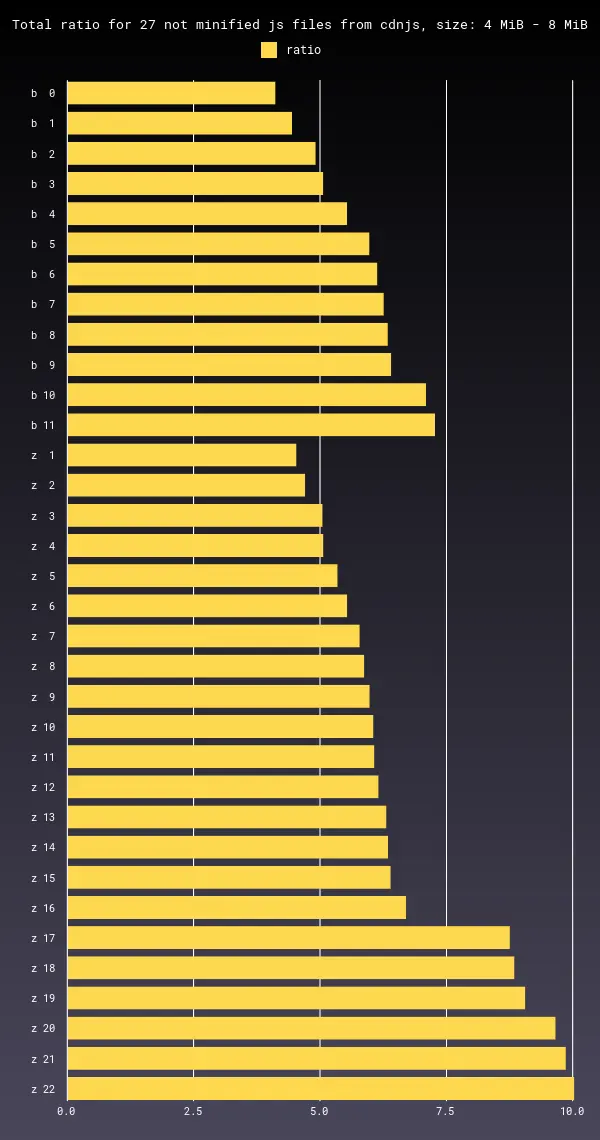 Total ratio for 27 not minified js files from cdnjs, size: 4 MiB - 8 MiB
ratio
b 0
b 1
b 2
b 3
b 4
b 5
b 6
b 7
b 8
b 9
b 10
b 11
z 1
z 2
z 3
z 4
z 5
z 6
z 7
z 8
z 9
z 10
z 11
z 12
z 13
z 14
z 15
z 16
z 17
z 18
z 19
z 20
z 21
z 22
0.0 2.5 5.0 7.5 10.0